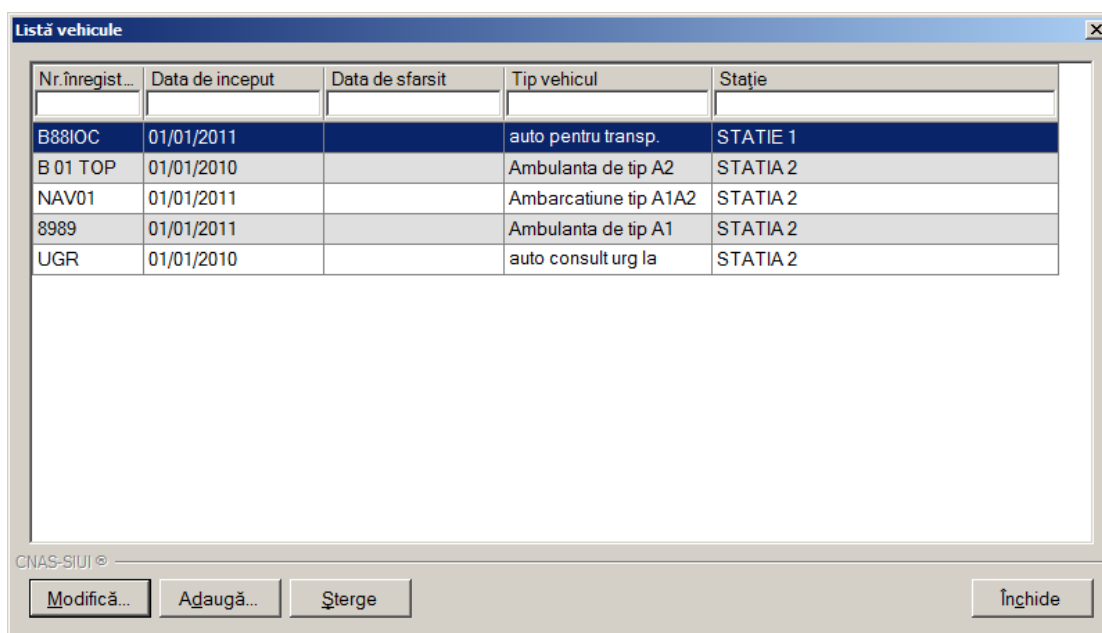 Listă vehicule
Nr.înregist... Data de inceput Data de sfarsit Tip vehicul Staţie
B88IOC 01/01/2011 auto pentru transp. STATIE 1
B 01 TOP 01/01/2010 Ambulanta de tip A2 STATIA 2
NAV01 01/01/2011 Ambarcatiune tip A1A2 STATIA 2
8989 01/01/2011 Ambulanta de tip A1 STATIA 2
UGR 01/01/2010 auto consult urg la STATIA 2
CNAS-SIUI ®
Modifică... Adaugă... Şterge Închide